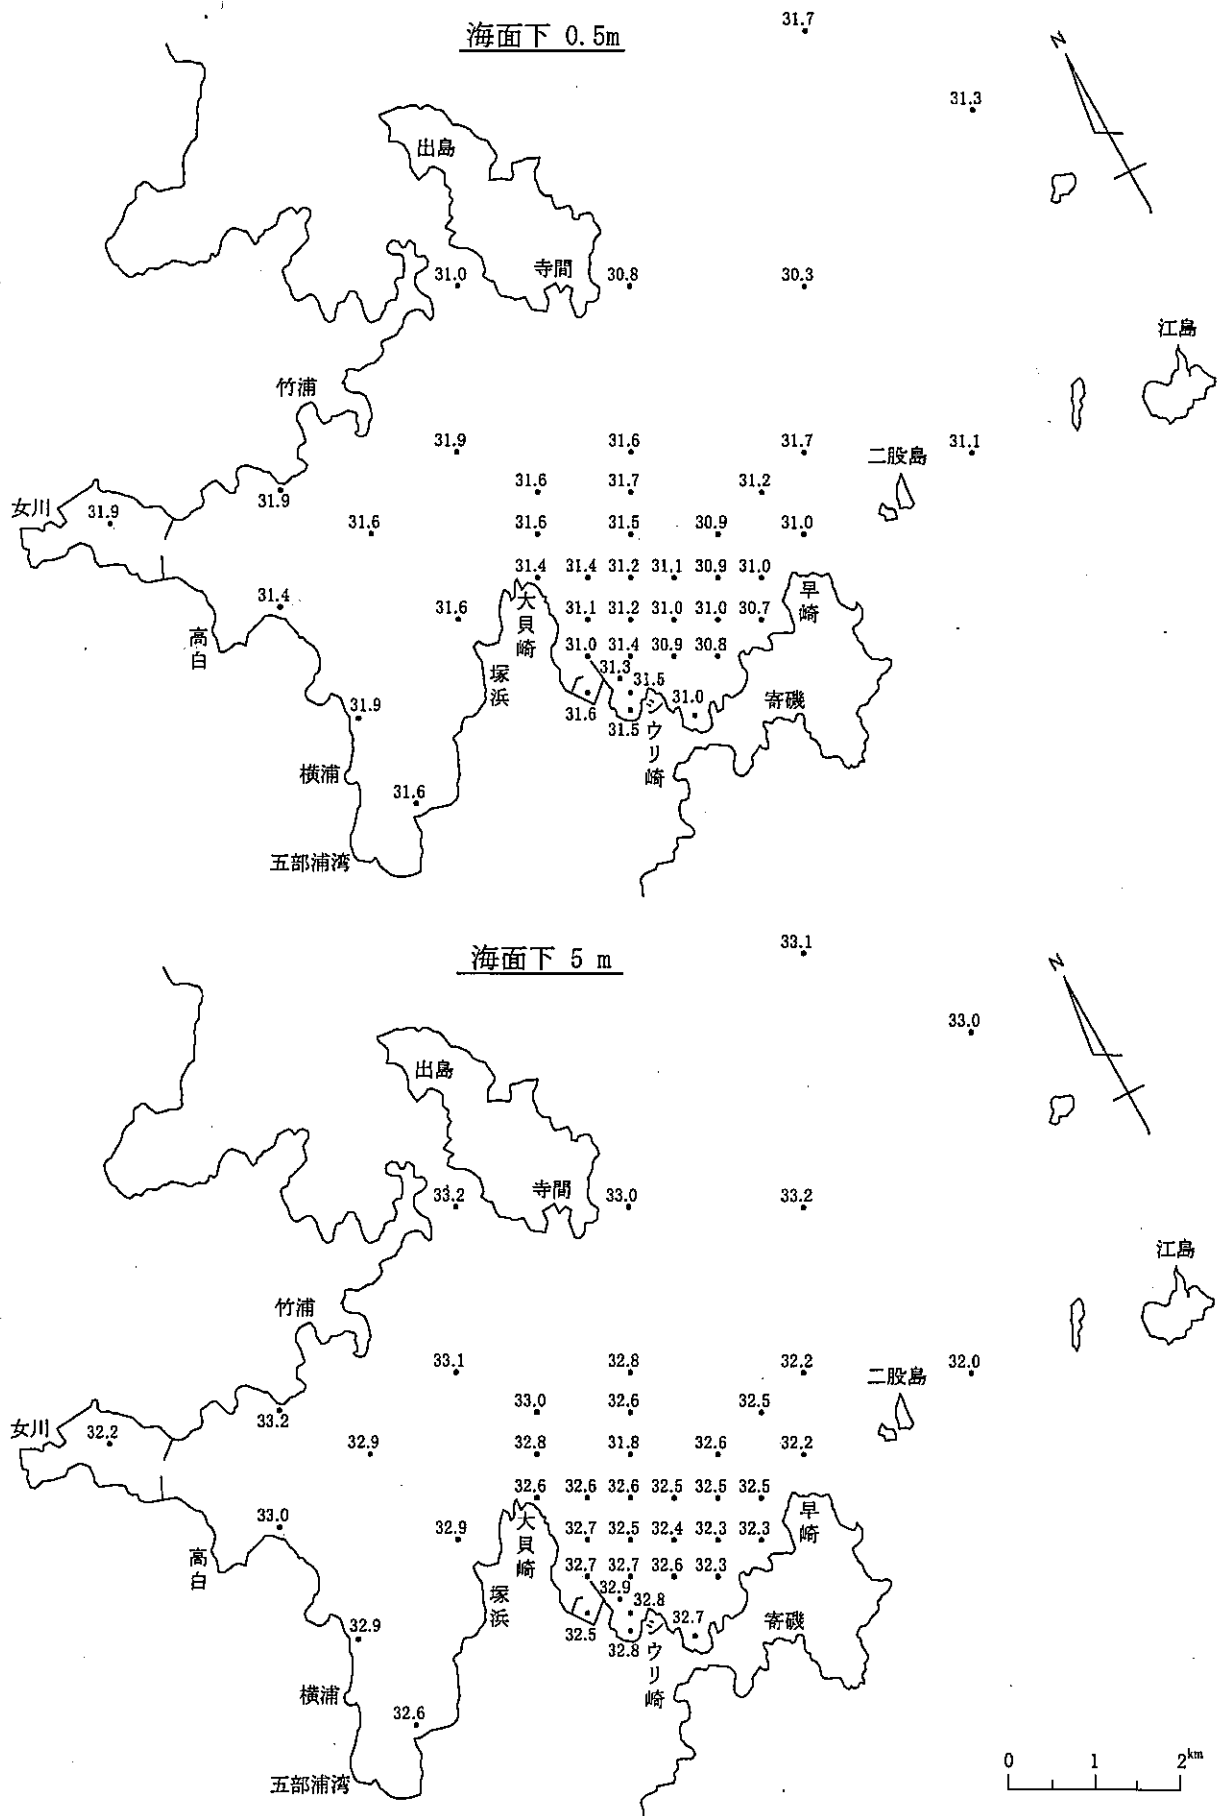 海面下 0.5m
31.7
N
31.3
出島
31.0
寺間
30.8
30.3
江島
竹浦
31.9
31.6
31.7
31.1
二股島
31.6
31.7
31.2
31.9
女川
31.9
31.6
31.6
31.5
30.9
31.0
31.4
31.4
31.2
31.1
30.9
31.0
31.4
31.6
大貝崎
31.1
31.2
31.0
31.0
30.7
早崎
高白
31.0
31.4
30.9
30.8
塚浜
31.3
31.5
31.0
31.9
31.6
31.5
シウリ崎
寄磯
横浦
31.6
五部浦湾
海面下 5 m
33.1
N
33.0
出島
33.2
寺間
33.0
33.2
江島
竹浦
33.1
32.8
32.2
32.0
二股島
33.0
32.6
32.5
33.2
女川
32.2
32.9
32.8
31.8
32.6
32.2
32.6
32.6
32.6
32.5
32.5
32.5
33.0
32.9
大貝崎
32.7
32.5
32.4
32.3
32.3
早崎
高白
32.7
32.7
32.6
32.3
塚浜
32.9
32.8
32.7
32.9
32.5
32.8
シウリ崎
寄磯
横浦
32.6
五部浦湾
0 1 2km